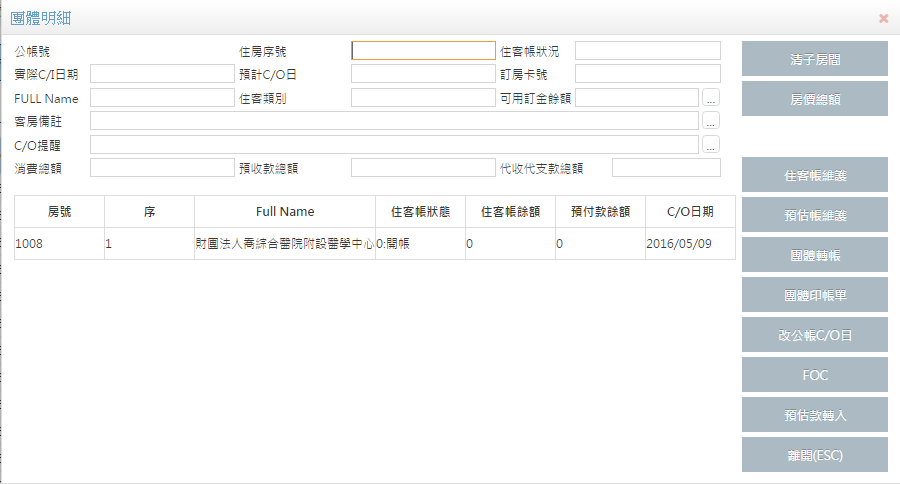 團體明細
公帳號 住房序號 住客帳狀況
實際C/I日期 預計C/O日 訂房卡號
FULL Name 住客類別 可用訂金餘額 ...
客房備註 ...
C/O提醒 ...
消費總額 預收款總額 代收代支款總額
房號 序 Full Name 住客帳狀態 住客帳餘額 預付款餘額 C/O日期
1008 1 財團法人喬綜合醫院附設醫學中心 0:開帳 0 0 2016/05/09
清子房間
房價總額
住客帳維護
預估帳維護
團體轉帳
團體印帳單
改公帳C/O日
FOC
預估款轉入
離開(ESC)